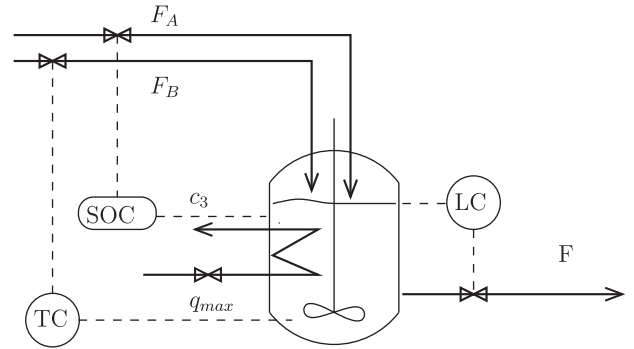 F_A
F_B
c_3
SOC
LC
F
q_max
TC